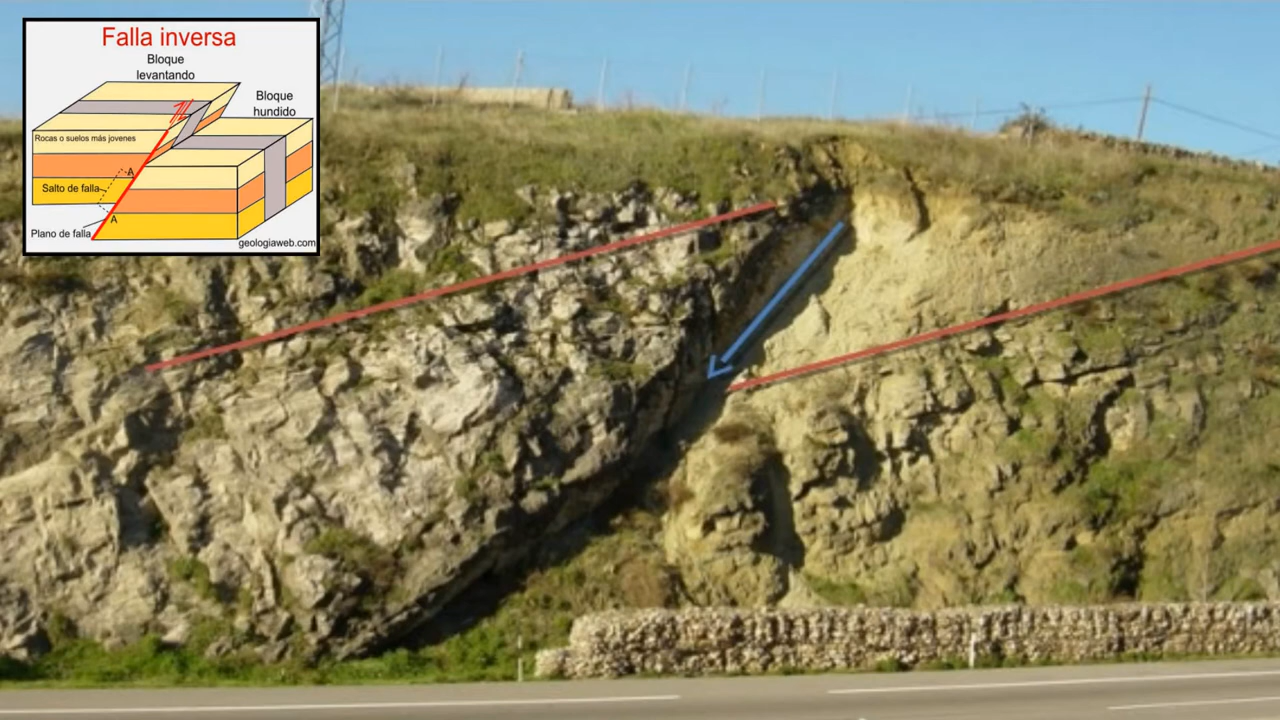 Falla inversa
Bloque
levantando
Bloque
hundido
Rocas o suelos más jovenes
A
Salto de falla
A
Plano de falla
geologiaweb.com